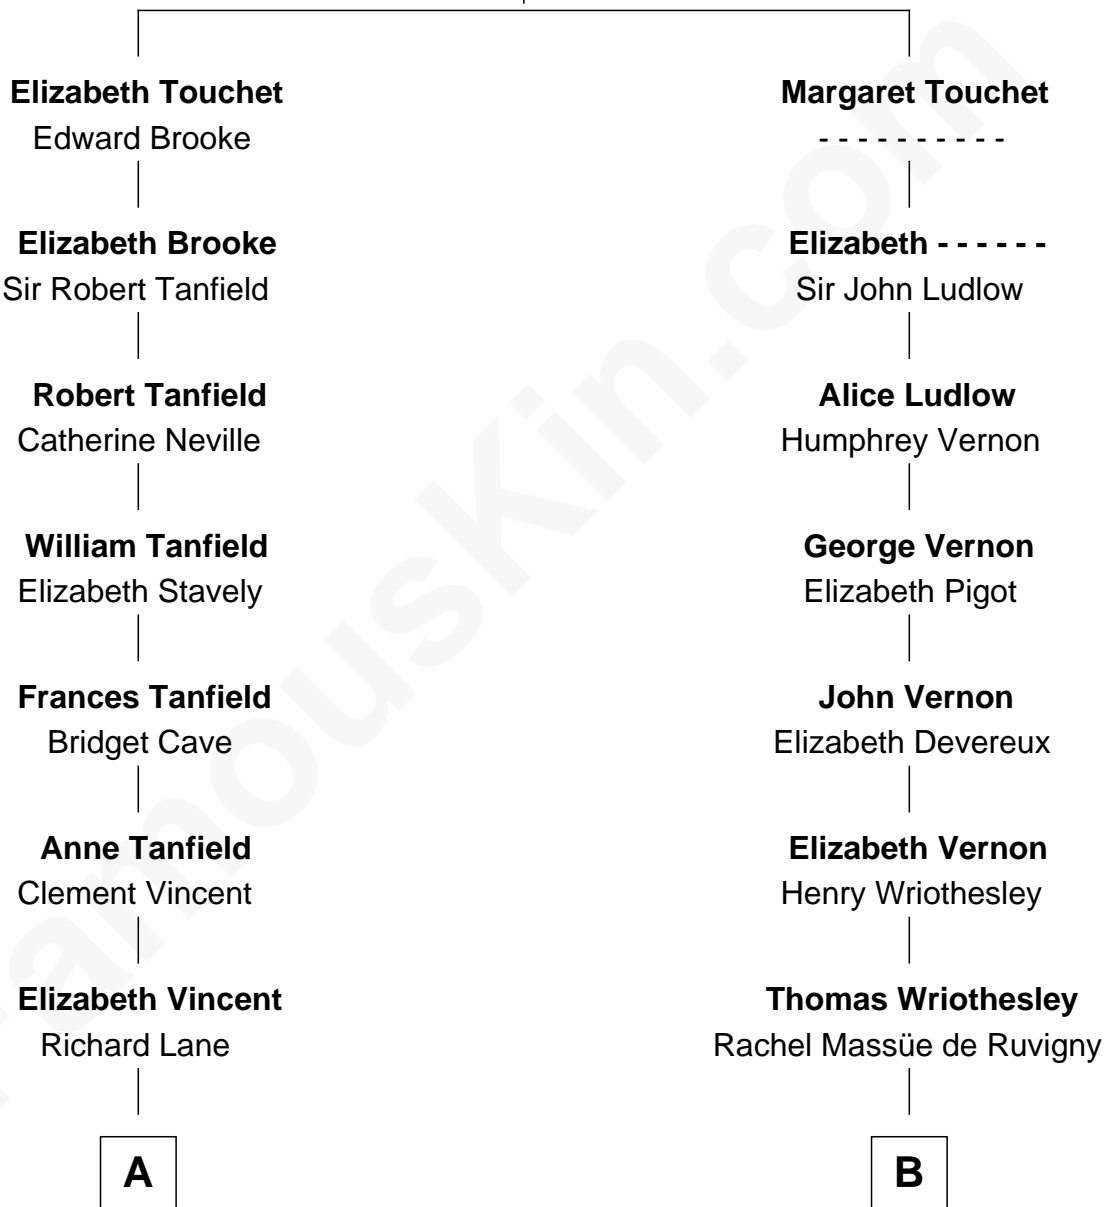 Elizabeth Touchet
Edward Brooke
Elizabeth Brooke
Sir Robert Tanfield
Robert Tanfield
Catherine Neville
William Tanfield
Elizabeth Stavely
Frances Tanfield
Bridget Cave
Anne Tanfield
Clement Vincent
Elizabeth Vincent
Richard Lane
A
Margaret Touchet
- - - - - - - - - -
Elizabeth - - - - - -
Sir John Ludlow
Alice Ludlow
Humphrey Vernon
George Vernon
Elizabeth Pigot
John Vernon
Elizabeth Devereux
Elizabeth Vernon
Henry Wriothesley
Thomas Wriothesley
Rachel Massüe de Ruvigny
B
FamousKin.com